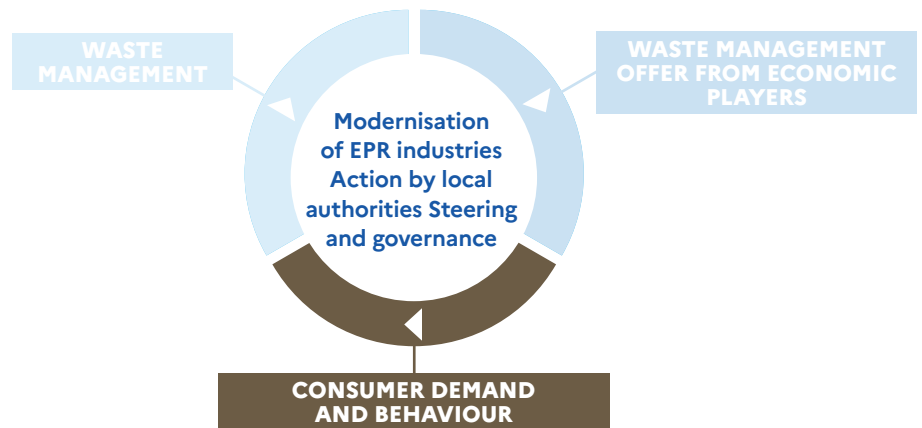 WASTE
MANAGEMENT
WASTE MANAGEMENT
OFFER FROM ECONOMIC
PLAYERS
Modernisation
of EPR industries
Action by local
authorities Steering
and governance
CONSUMER DEMAND
AND BEHAVIOUR